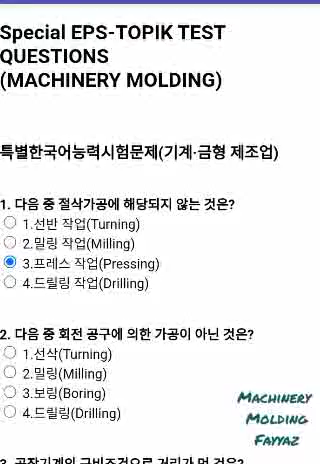 Special EPS-TOPIK TEST
QUESTIONS
(MACHINERY MOLDING)
특별한국어능력시험문제(기계·금형 제조업)
1. 다음 중 절삭가공에 해당되지 않는 것은?
1.선반 작업(Turning)
2.밀링 작업(Milling)
3.프레스 작업(Pressing)
4.드릴링 작업(Drilling)
2. 다음 중 회전 공구에 의한 가공이 아닌 것은?
1.선삭(Turning)
2.밀링(Milling)
3.보링(Boring)
4.드릴링(Drilling)
MACHINERY
MOLDING
FAYYAZ